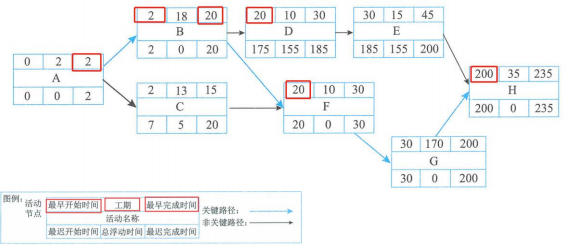 2 18 20
B
2 0 20
20 10 30
D
175 155 185
30 15 45
E
185 155 200
0 2 2
A
0 0 2
2 13 15
C
7 5 20
20 10 30
F
20 0 30
200 35 235
H
200 0 235
30 170 200
G
30 0 200
图例: 活动节点
最早开始时间 工期 最早完成时间
活动名称
最迟开始时间 总浮动时间 最迟完成时间
关键路径:
非关键路径: